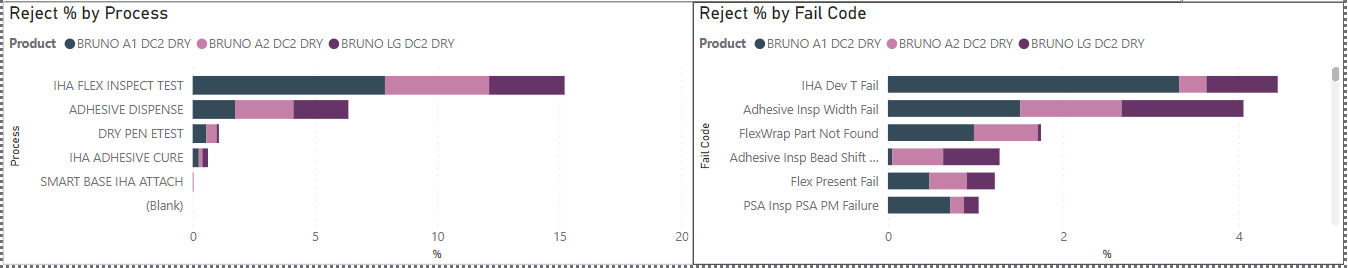 Reject % by Process
Product BRUNO A1 DC2 DRY BRUNO A2 DC2 DRY BRUNO LG DC2 DRY
Process
IHA FLEX INSPECT TEST
ADHESIVE DISPENSE
DRY PEN ETEST
IHA ADHESIVE CURE
SMART BASE IHA ATTACH
(Blank)
0 5 10 15 20
%
Reject % by Fail Code
Product BRUNO A1 DC2 DRY BRUNO A2 DC2 DRY BRUNO LG DC2 DRY
Fail Code
IHA Dev T Fail
Adhesive Insp Width Fail
FlexWrap Part Not Found
Adhesive Insp Bead Shift ...
Flex Present Fail
PSA Insp PSA PM Failure
0 2 4
%